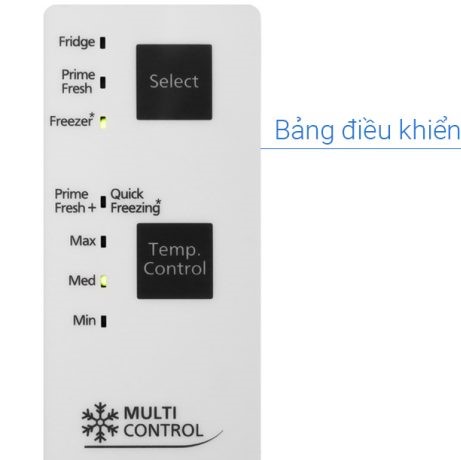 Fridge
Select
Prime
Fresh
Freezer*
Bảng điều khiển
Prime
Fresh +
Quick
Freezing*
Max
Temp.
Control
Med
Min
MULTI
CONTROL